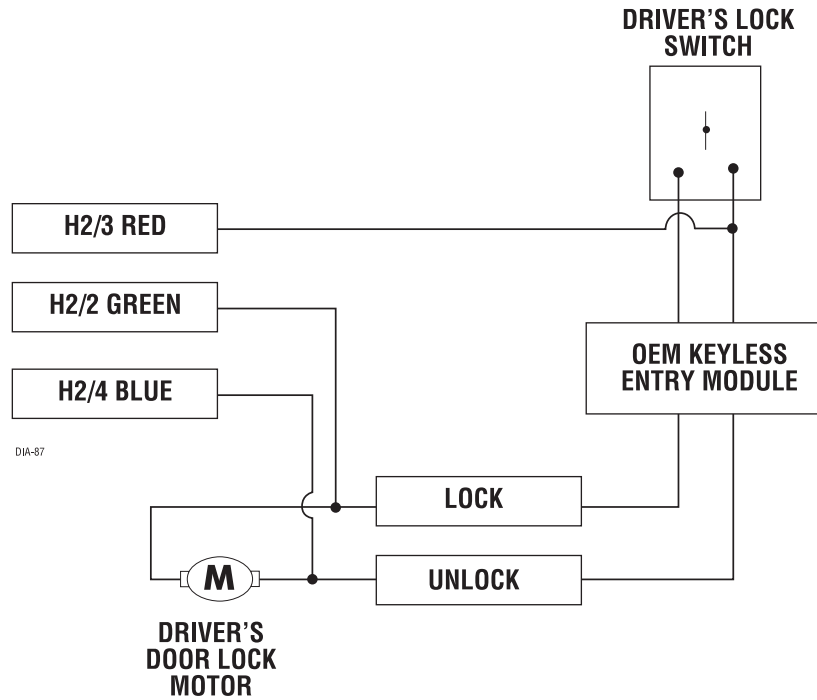 DRIVER'S LOCK
SWITCH
H2/3 RED
H2/2 GREEN
H2/4 BLUE
OEM KEYLESS
ENTRY MODULE
DIA-87
LOCK
UNLOCK
M
DRIVER'S
DOOR LOCK
MOTOR